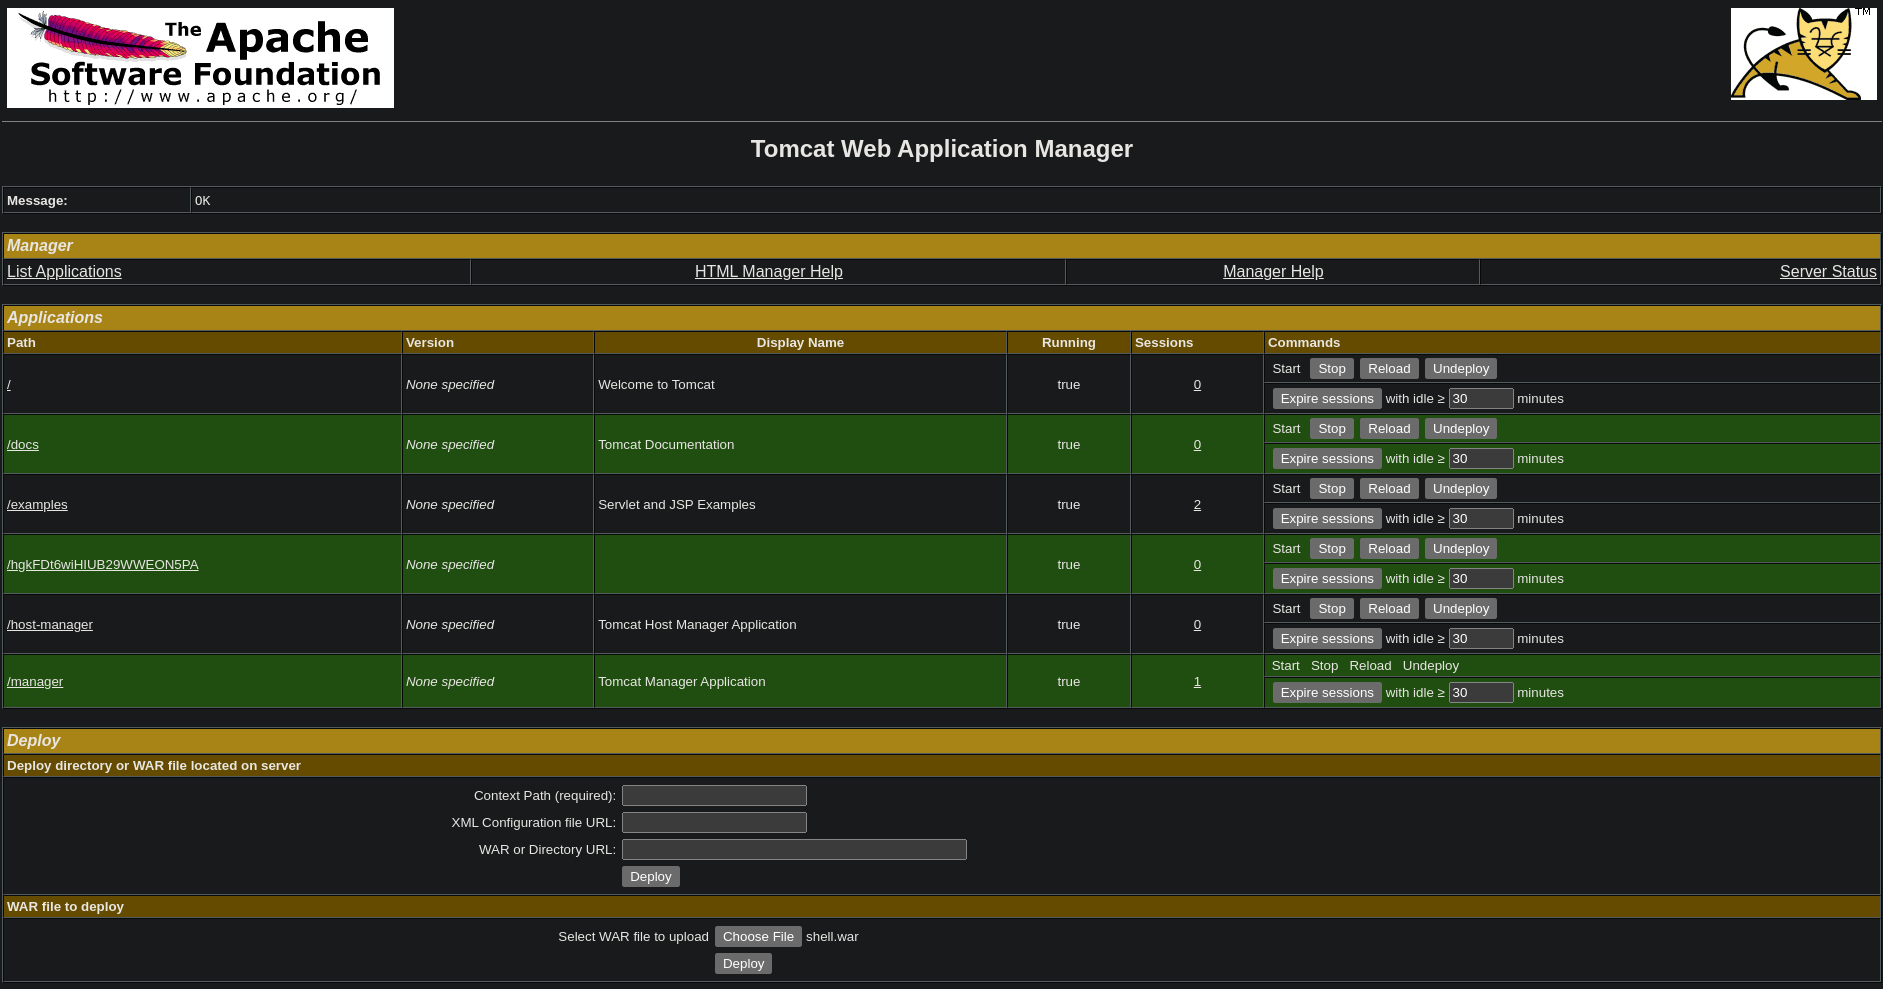 The Apache
Software Foundation
http://www.apache.org/
TM
Tomcat Web Application Manager
Message: OK
Manager
List Applications HTML Manager Help Manager Help Server Status
Applications
Path Version Display Name Running Sessions Commands
/ None specified Welcome to Tomcat true 0 Start Stop Reload Undeploy
Expire sessions with idle ≥ 30 minutes
/docs None specified Tomcat Documentation true 0 Start Stop Reload Undeploy
Expire sessions with idle ≥ 30 minutes
/examples None specified Servlet and JSP Examples true 2 Start Stop Reload Undeploy
Expire sessions with idle ≥ 30 minutes
/hgkFDt6wiHIUB29WWEON5PA None specified true 0 Start Stop Reload Undeploy
Expire sessions with idle ≥ 30 minutes
/host-manager None specified Tomcat Host Manager Application true 0 Start Stop Reload Undeploy
Expire sessions with idle ≥ 30 minutes
/manager None specified Tomcat Manager Application true 1 Start Stop Reload Undeploy
Expire sessions with idle ≥ 30 minutes
Deploy
Deploy directory or WAR file located on server
Context Path (required):
XML Configuration file URL:
WAR or Directory URL:
Deploy
WAR file to deploy
Select WAR file to upload Choose File shell.war
Deploy